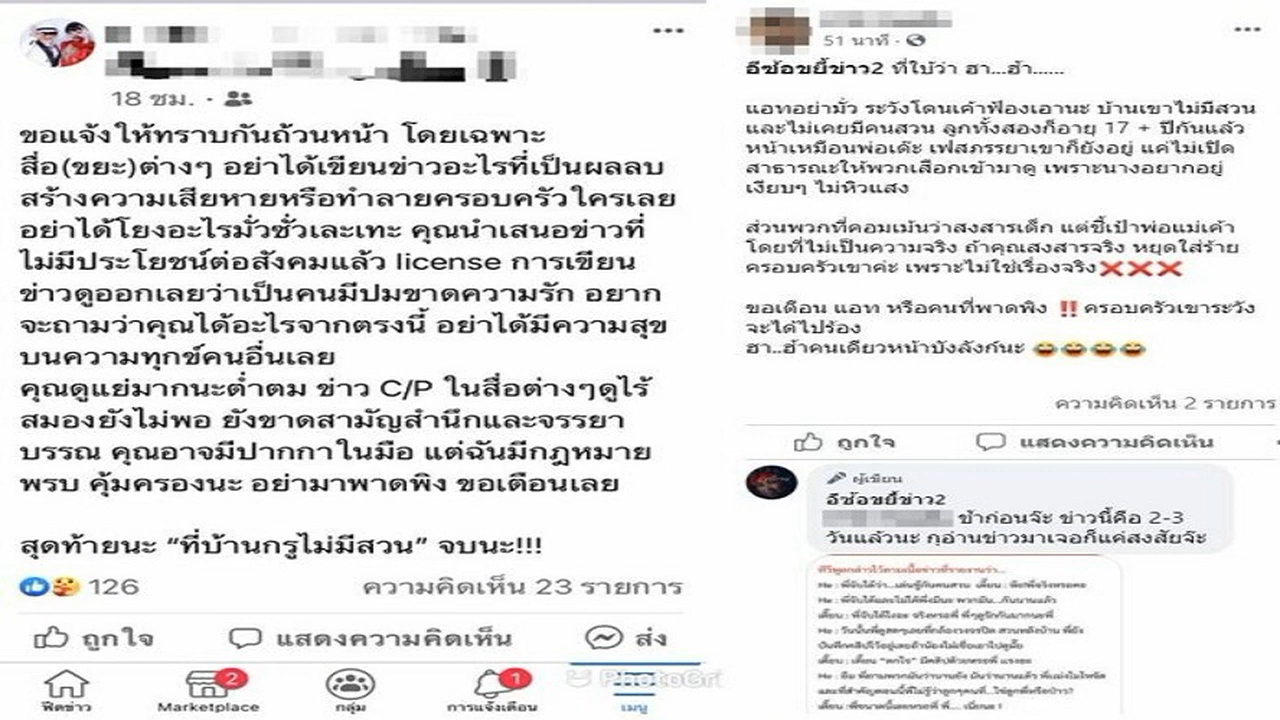 18 ชม.
ขอแจ้งให้ทราบกันถ้วนหน้า โดยเฉพาะ
สื่อ(ขยะ)ต่างๆ อย่าได้เขียนข่าวอะไรที่เป็นผลลบ
สร้างความเสียหายหรือทำลายครอบครัวใครเลย
อย่าได้โยงอะไรมั่วซั่วเละเทะ คุณนำเสนอข่าวที่
ไม่มีประโยชน์ต่อสังคมแล้ว license การเขียน
ข่าวดูออกเลยว่าเป็นคนมีปมขาดความรัก อยาก
จะถามว่าคุณได้อะไรจากตรงนี้ อย่าได้มีความสุข
บนความทุกข์คนอื่นเลย
คุณดูแย่มากนะต่ำตม ข่าว C/P ในสื่อต่างๆดูไร้
สมองยังไม่พอ ยังขาดสามัญสำนึกและจรรยา
บรรณ คุณอาจมีปากกาในมือ แต่ฉันมีกฎหมาย
พรบ คุ้มครองนะ อย่ามาพาดพิง ขอเตือนเลย
สุดท้ายนะ “ที่บ้านกรูไม่มีสวน” จบนะ!!!
126 ความคิดเห็น 23 รายการ
ถูกใจ แสดงความคิดเห็น ส่ง
2 1
ฟีดข่าว Marketplace กลุ่ม การแจ้งเตือน เมนู
PhotoGri
51 นาที
อีซ้อขยี้ข่าว2 ที่ใบ้ว่า ฮา...ฮ้า......
แอทอย่ามั่ว ระวังโดนเค้าฟ้องเอานะ บ้านเขาไม่มีสวน
และไม่เคยมีคนสวน ลูกทั้งสองก็อายุ 17 + ปีกันแล้ว
หน้าเหมือนพ่อเด๊ะ เฟสภรรยาเขาก็ยังอยู่ แค่ไม่เปิด
สาธารณะให้พวกเสือกเข้ามาดู เพราะนางอยากอยู่
เงียบๆ ไม่หิวแสง
ส่วนพวกที่คอมเม้นว่าสงสารเด็ก แต่ชี้เป้าพ่อแม่เค้า
โดยที่ไม่เป็นความจริง ถ้าคุณสงสารจริง หยุดใส่ร้าย
ครอบครัวเขาค่ะ เพราะไม่ใช่เรื่องจริง❌❌❌
ขอเตือน แอท หรือคนที่พาดพิง ‼️ครอบครัวเขาระวัง
จะได้ไปร้อง
ฮา..ฮ้าคนเดียวหน้าบังลังก์นะ 😂😂😂😂
ความคิดเห็น 2 รายการ
ถูกใจ แสดงความคิดเห็น
ผู้เขียน
อีซ้อขยี้ข่าว2
ช้าก่อนจ๊ะ ข่าวนี้คือ 2-3
วันแล้วนะ กุอ่านข่าวมาเจอก็แค่สงสัยจ๊ะ